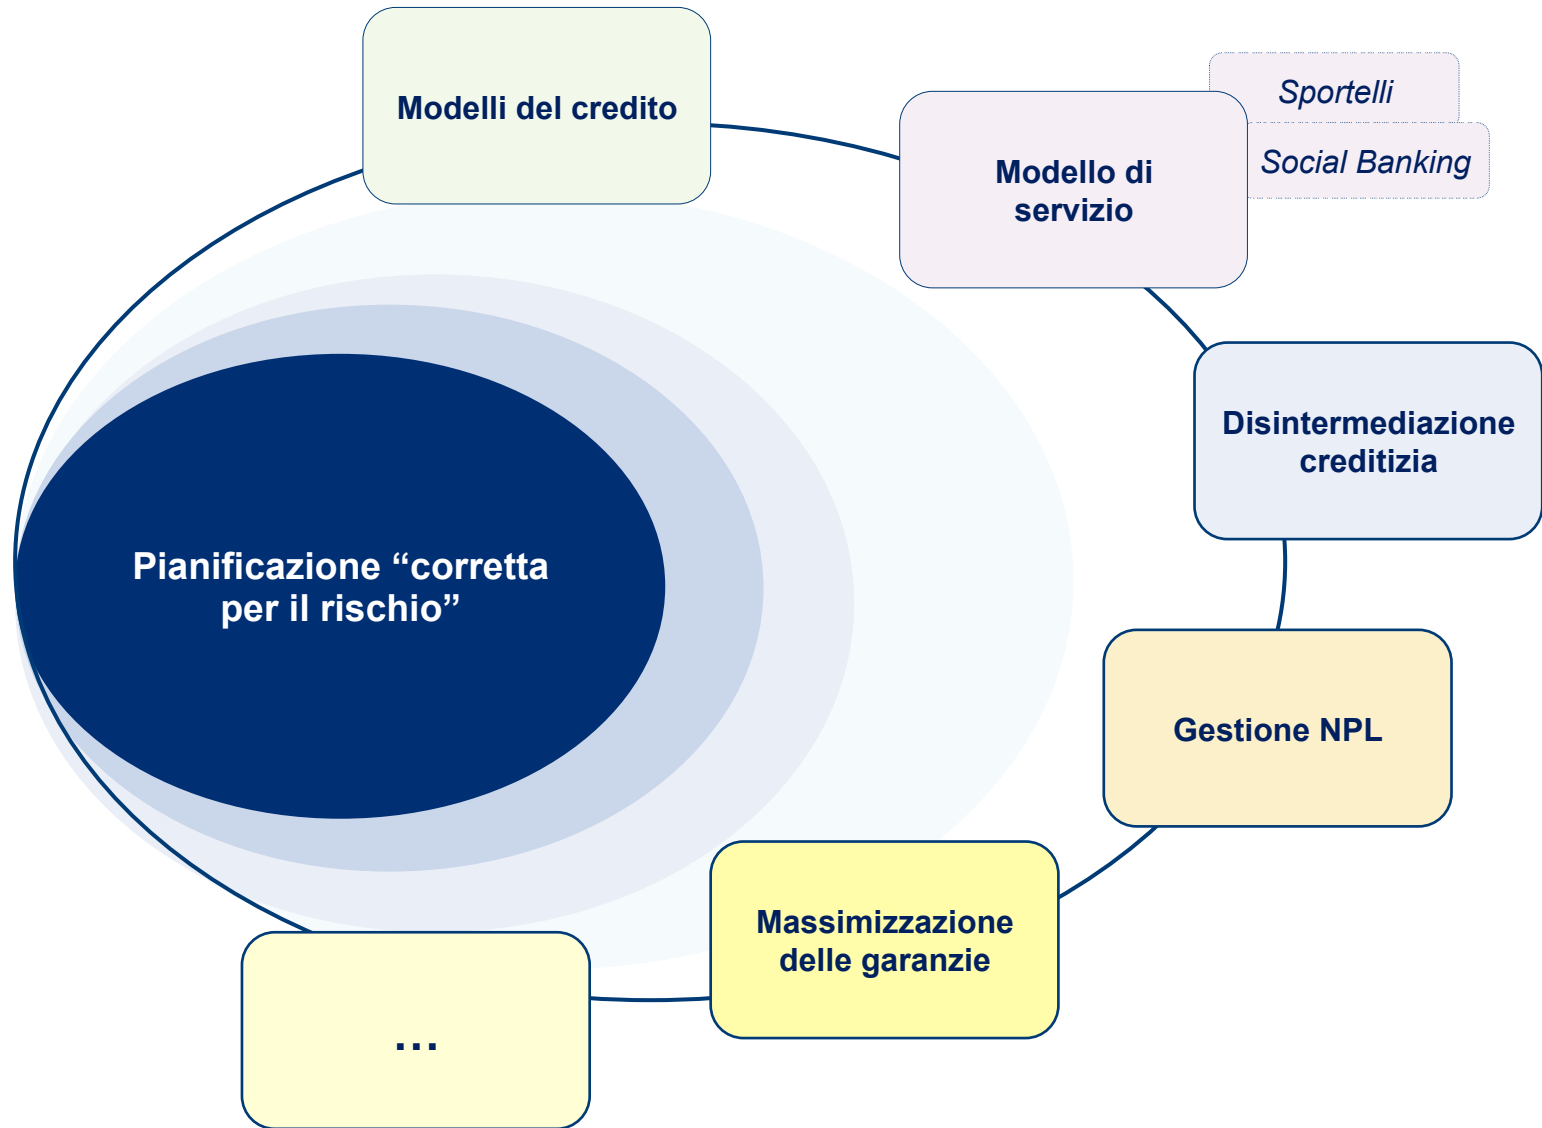 Modelli del credito
Sportelli
Social Banking
Modello di
servizio
Disintermediazione
creditizia
Pianificazione “corretta
per il rischio”
Gestione NPL
Massimizzazione
delle garanzie
...